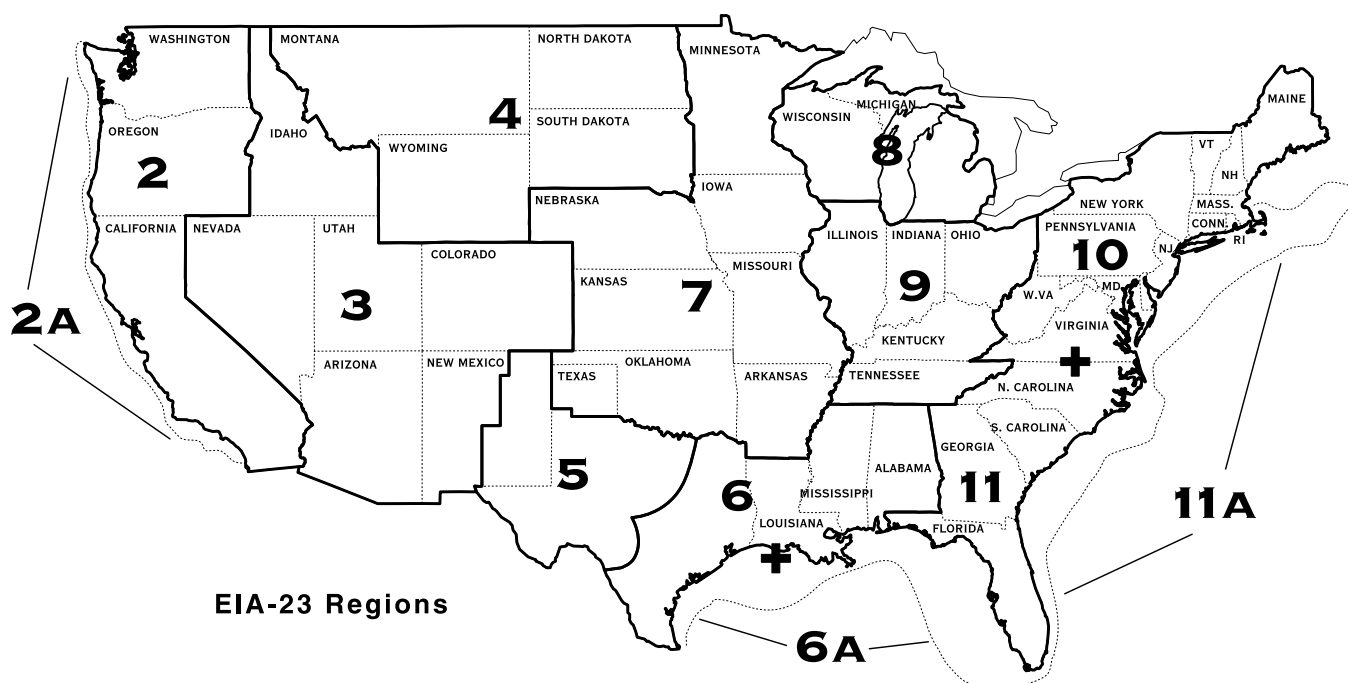 WASHINGTON
MONTANA
NORTH DAKOTA
MINNESOTA
MAINE
MICHIGAN
WISCONSIN
4
SOUTH DAKOTA
OREGON
IDAHO
WYOMING
8
VT
NH
2
IOWA
NEBRASKA
NEW YORK
MASS.
CALIFORNIA
NEVADA
UTAH
ILLINOIS
INDIANA
OHIO
PENNSYLVANIA
CONN.
RI
NJ
10
COLORADO
MISSOURI
KANSAS
9
MD
W.VA
7
3
2A
VIRGINIA
KENTUCKY
+
ARIZONA
NEW MEXICO
OKLAHOMA
TEXAS
ARKANSAS
TENNESSEE
N. CAROLINA
S. CAROLINA
GEORGIA
ALABAMA
5
6
MISSISSIPPI
11
11A
LOUISIANA
FLORIDA
+
EIA-23 Regions
6A